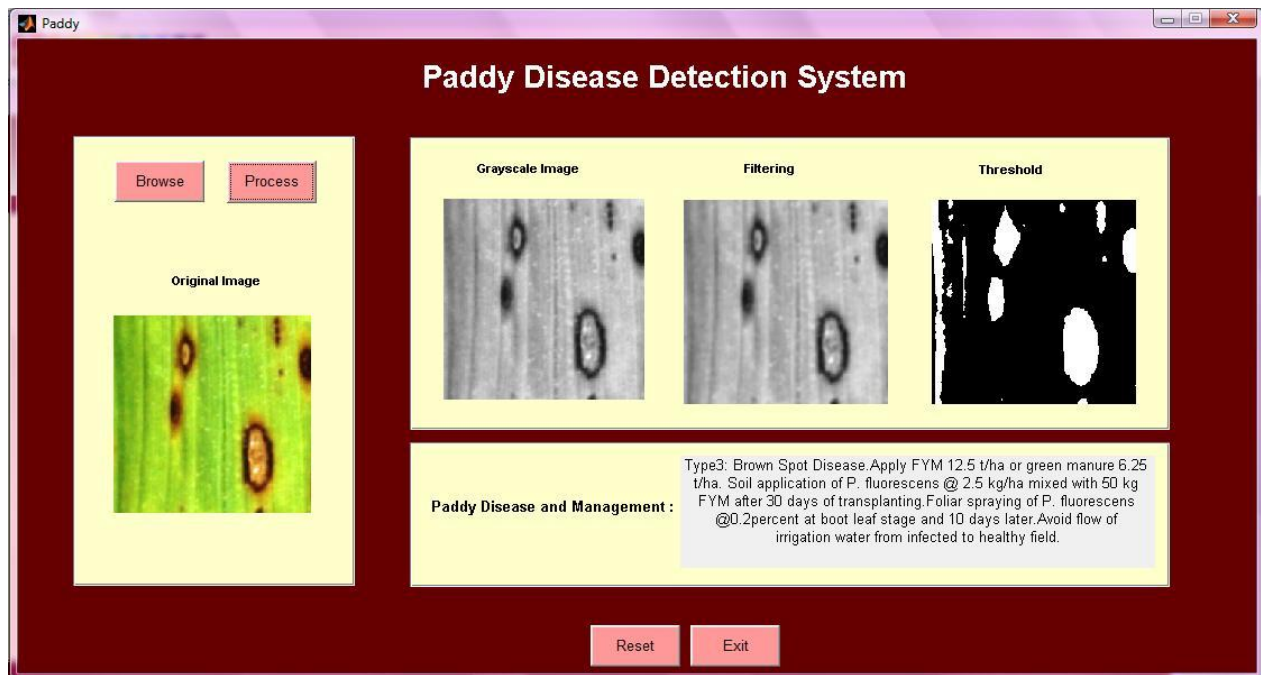 Paddy
Paddy Disease Detection System
Browse
Process
Original Image
Grayscale Image
Filtering
Threshold
Paddy Disease and Management :
Type3: Brown Spot Disease.Apply FYM 12.5 t/ha or green manure 6.25
t/ha. Soil application of P. fluorescens @ 2.5 kg/ha mixed with 50 kg
FYM after 30 days of transplanting.Foliar spraying of P. fluorescens
@0.2percent at boot leaf stage and 10 days later.Avoid flow of
irrigation water from infected to healthy field.
Reset
Exit